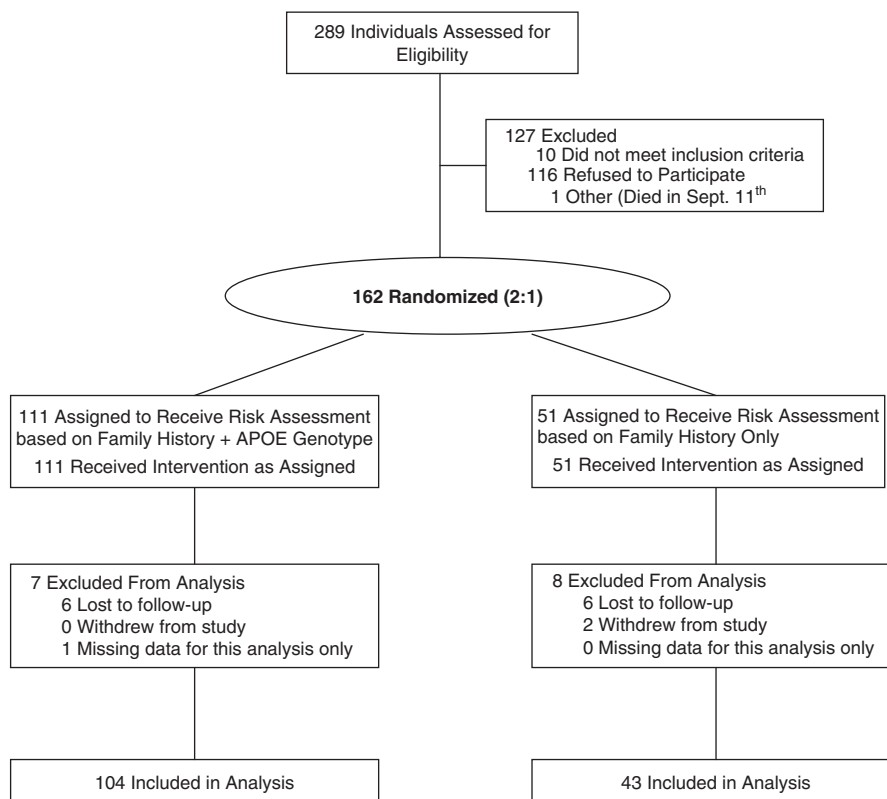 289 Individuals Assessed for
Eligibility
127 Excluded
10 Did not meet inclusion criteria
116 Refused to Participate
1 Other (Died in Sept. 11th
162 Randomized (2:1)
111 Assigned to Receive Risk Assessment
based on Family History + APOE Genotype
111 Received Intervention as Assigned
51 Assigned to Receive Risk Assessment
based on Family History Only
51 Received Intervention as Assigned
7 Excluded From Analysis
6 Lost to follow-up
0 Withdrew from study
1 Missing data for this analysis only
8 Excluded From Analysis
6 Lost to follow-up
2 Withdrew from study
0 Missing data for this analysis only
104 Included in Analysis
43 Included in Analysis